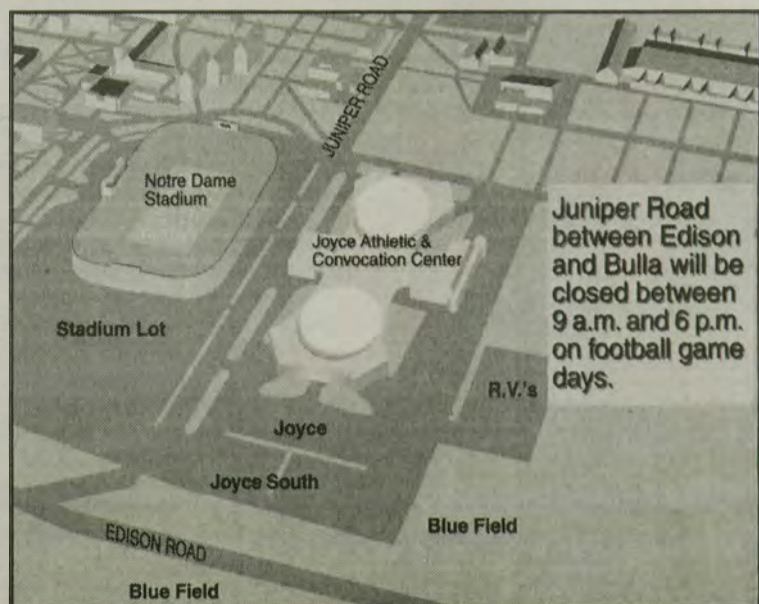 JUNIPER ROAD
Notre Dame
Stadium
Joyce Athletic &
Convocation Center
Juniper Road
between Edison
and Bulla will be
closed between
9 a.m. and 6 p.m.
on football game
days.
Stadium Lot
R.V.'s
Joyce
Joyce South
Blue Field
EDISON ROAD
Blue Field